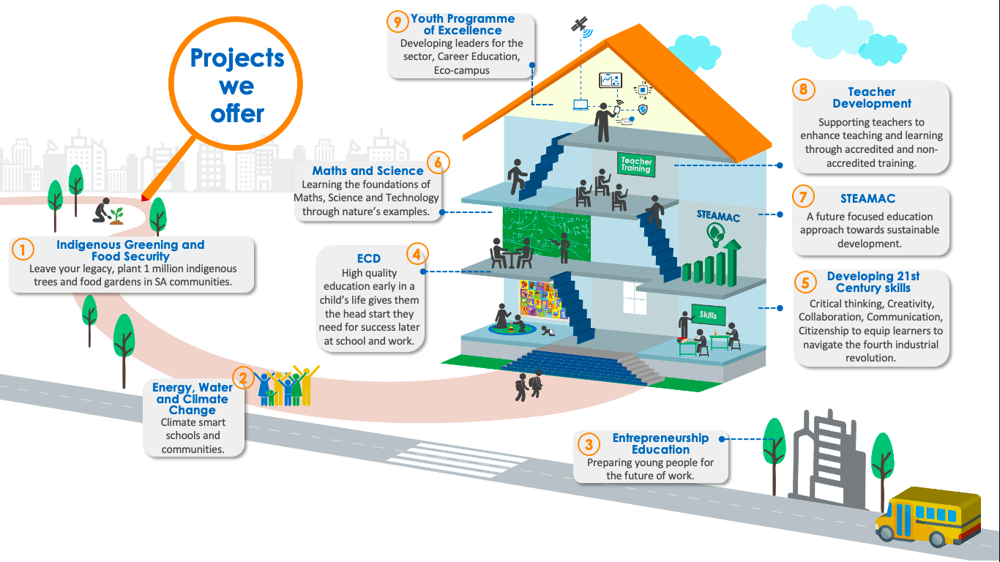 Projects
we
offer
1
Indigenous Greening and
Food Security
Leave your legacy, plant 1 million indigenous
trees and food gardens in SA communities.
2
Energy, Water
and Climate
Change
Climate smart
schools and
communities.
3
Entrepreneurship
Education
Preparing young people for
the future of work.
4
ECD
High quality
education early in a
child’s life gives them
the head start they
need for success later
at school and work.
5
Developing 21st
Century skills
Critical thinking, Creativity,
Collaboration, Communication,
Citizenship to equip learners to
navigate the fourth industrial
revolution.
6
Maths and Science
Learning the foundations of
Maths, Science and Technology
through nature’s examples.
7
STEAMAC
A future focused education
approach towards sustainable
development.
8
Teacher
Development
Supporting teachers to
enhance teaching and learning
through accredited and non-
accredited training.
9
Youth Programme
of Excellence
Developing leaders for the
sector, Career Education,
Eco-campus
Teacher
Training
STEAMAC
Skills